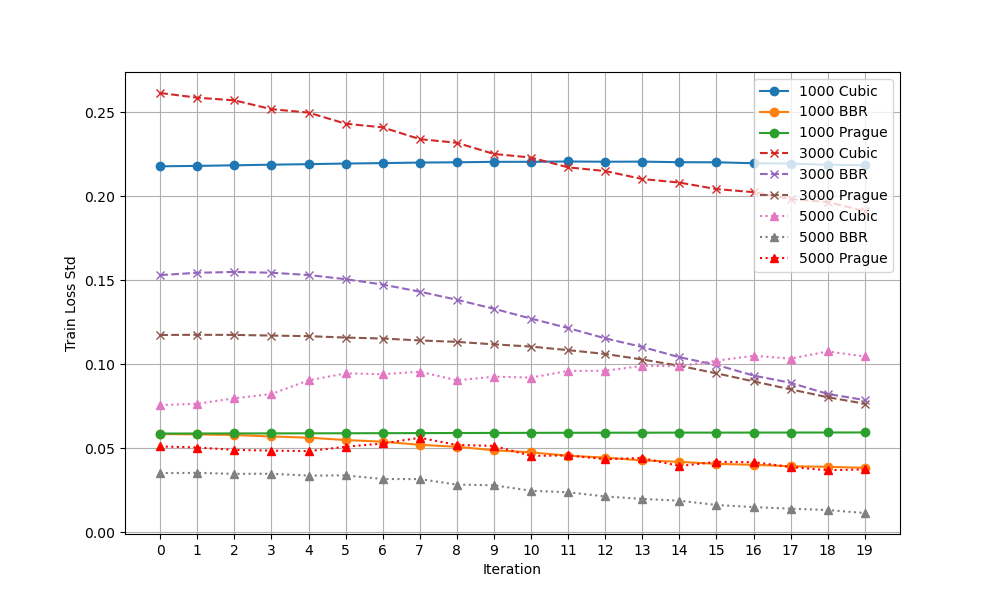 0.25
0.20
0.15
0.10
0.05
0.00
Train Loss Std
0 1 2 3 4 5 6 7 8 9 10 11 12 13 14 15 16 17 18 19
Iteration
1000 Cubic
1000 BBR
1000 Prague
3000 Cubic
3000 BBR
3000 Prague
5000 Cubic
5000 BBR
5000 Prague